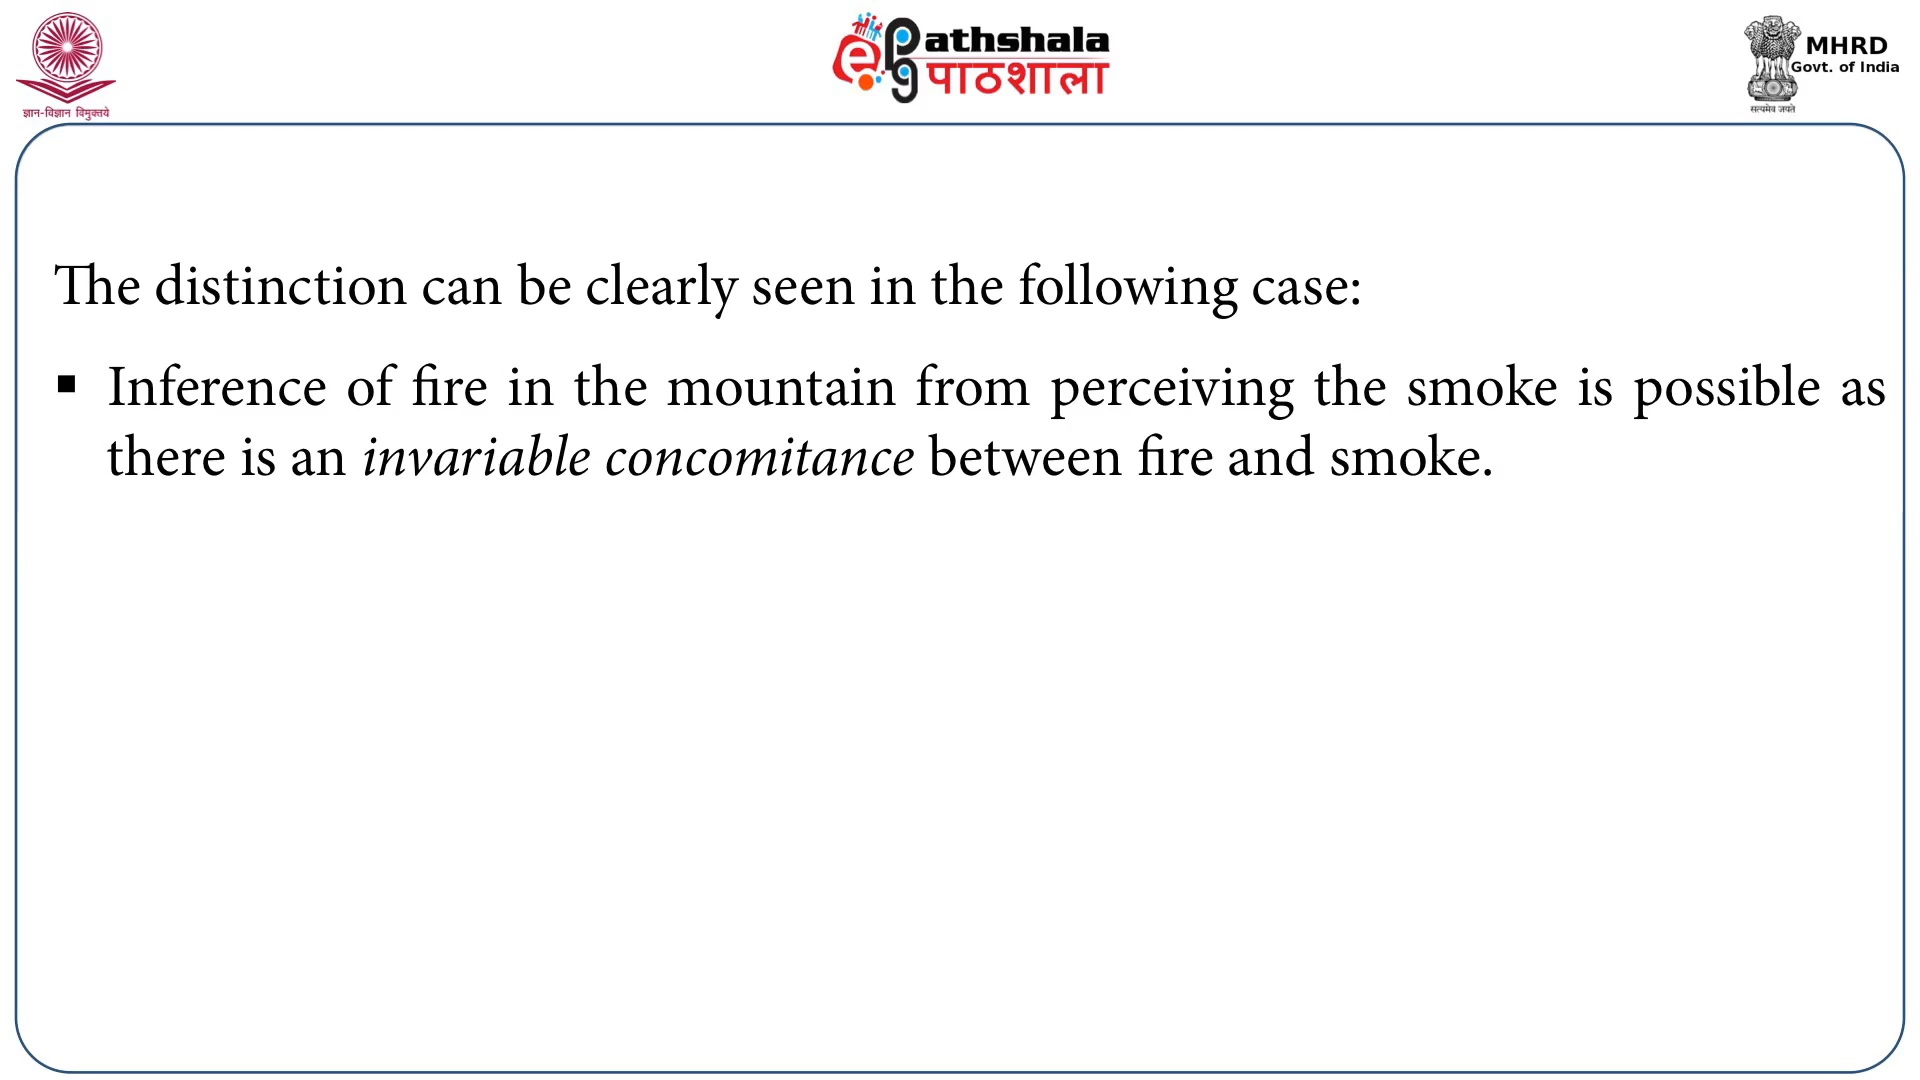 ज्ञान-विज्ञान विमुक्तये
e Pathshala
पाठशाला
MHRD
Govt. of India
सत्यमेव जयते
The distinction can be clearly seen in the following case:
▪ Inference of fire in the mountain from perceiving the smoke is possible as
there is an invariable concomitance between fire and smoke.